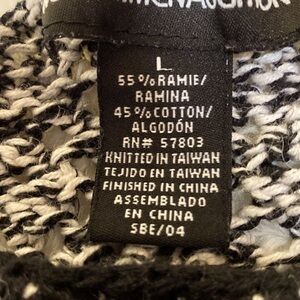 L
55%RAMIE/
RAMINA
45%COTTON/
ALGODÓN
RN# 57803
KNITTED IN TAIWAN
TEJIDO EN TAIWAN
FINISHED IN CHINA
ASSEMBLADO
EN CHINA
SBE/04